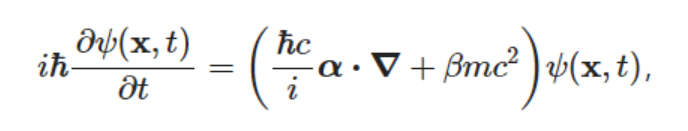 iħ ∂ψ(𝐱, t)/∂t = (ħc/i 𝜶 · 𝛁 + βmc²) ψ(𝐱, t),